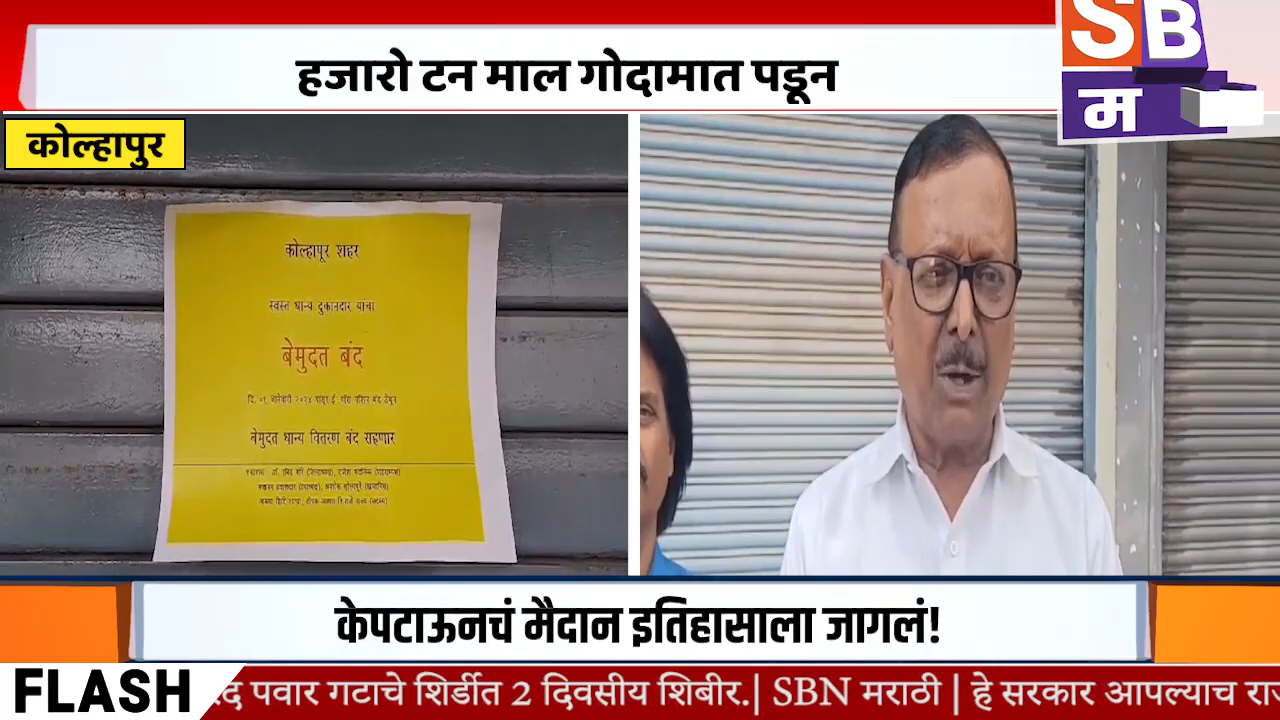 हजारो टन माल गोदामात पडून
SB
म
कोल्हापुर
कोल्हापूर शहर
स्वस्त धान्य दुकानदार यांचा
बेमुदत बंद
बेमुदत धान्य वितरण बंद राहणार
केपटाऊनचं मैदान इतिहासाला जागलं!
FLASH
पवार गटाचे शिर्डीत 2 दिवसीय शिबीर.| SBN मराठी | हे सरकार आपल्याच